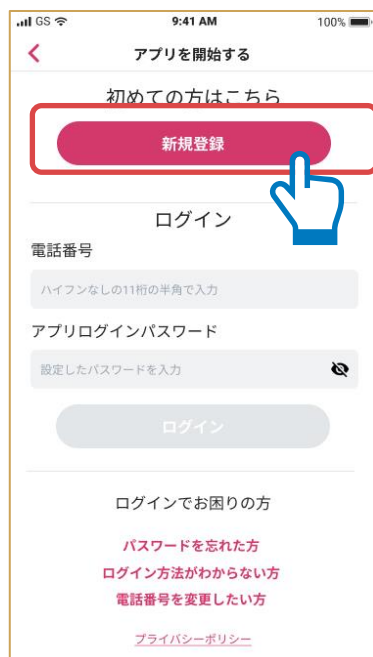 GS 9:41 AM 100%
アプリを開始する
初めての方はこちら
新規登録
ログイン
電話番号
ハイフンなしの11桁の半角で入力
アプリログインパスワード
設定したパスワードを入力
ログイン
ログインでお困りの方
パスワードを忘れた方
ログイン方法がわからない方
電話番号を変更したい方
プライバシーポリシー